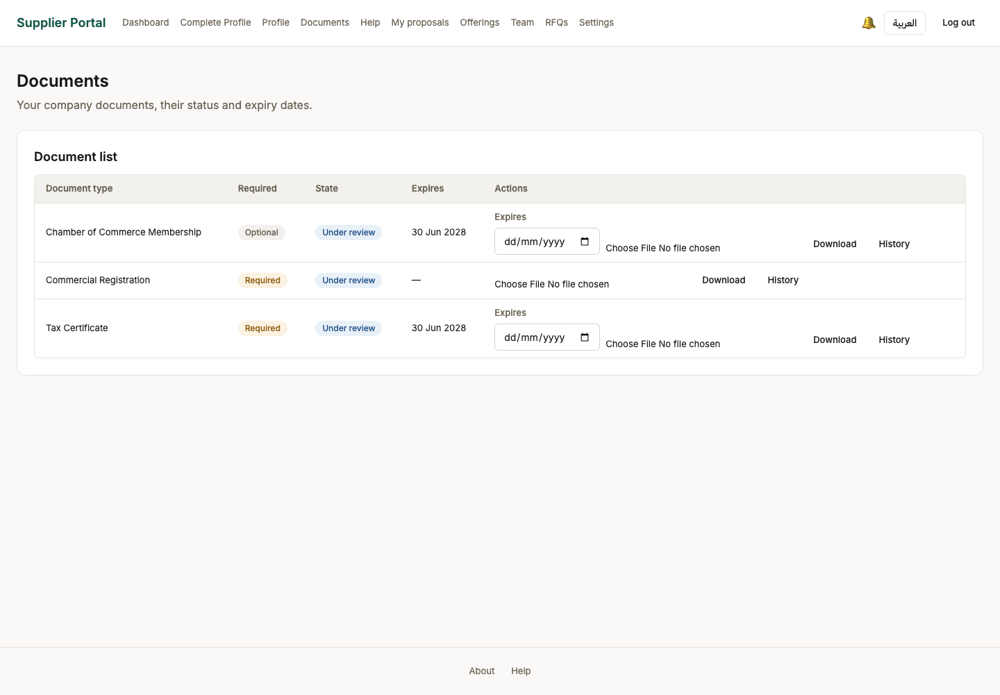 Supplier Portal Dashboard Complete Profile Profile Documents Help My proposals Offerings Team RFQs Settings العربية Log out
Documents
Your company documents, their status and expiry dates.
Document list
Document type Required State Expires Actions
Expires
Chamber of Commerce Membership Optional Under review 30 Jun 2028 dd/mm/yyyy Choose File No file chosen Download History
Commercial Registration Required Under review — Choose File No file chosen Download History
Expires
Tax Certificate Required Under review 30 Jun 2028 dd/mm/yyyy Choose File No file chosen Download History
About Help